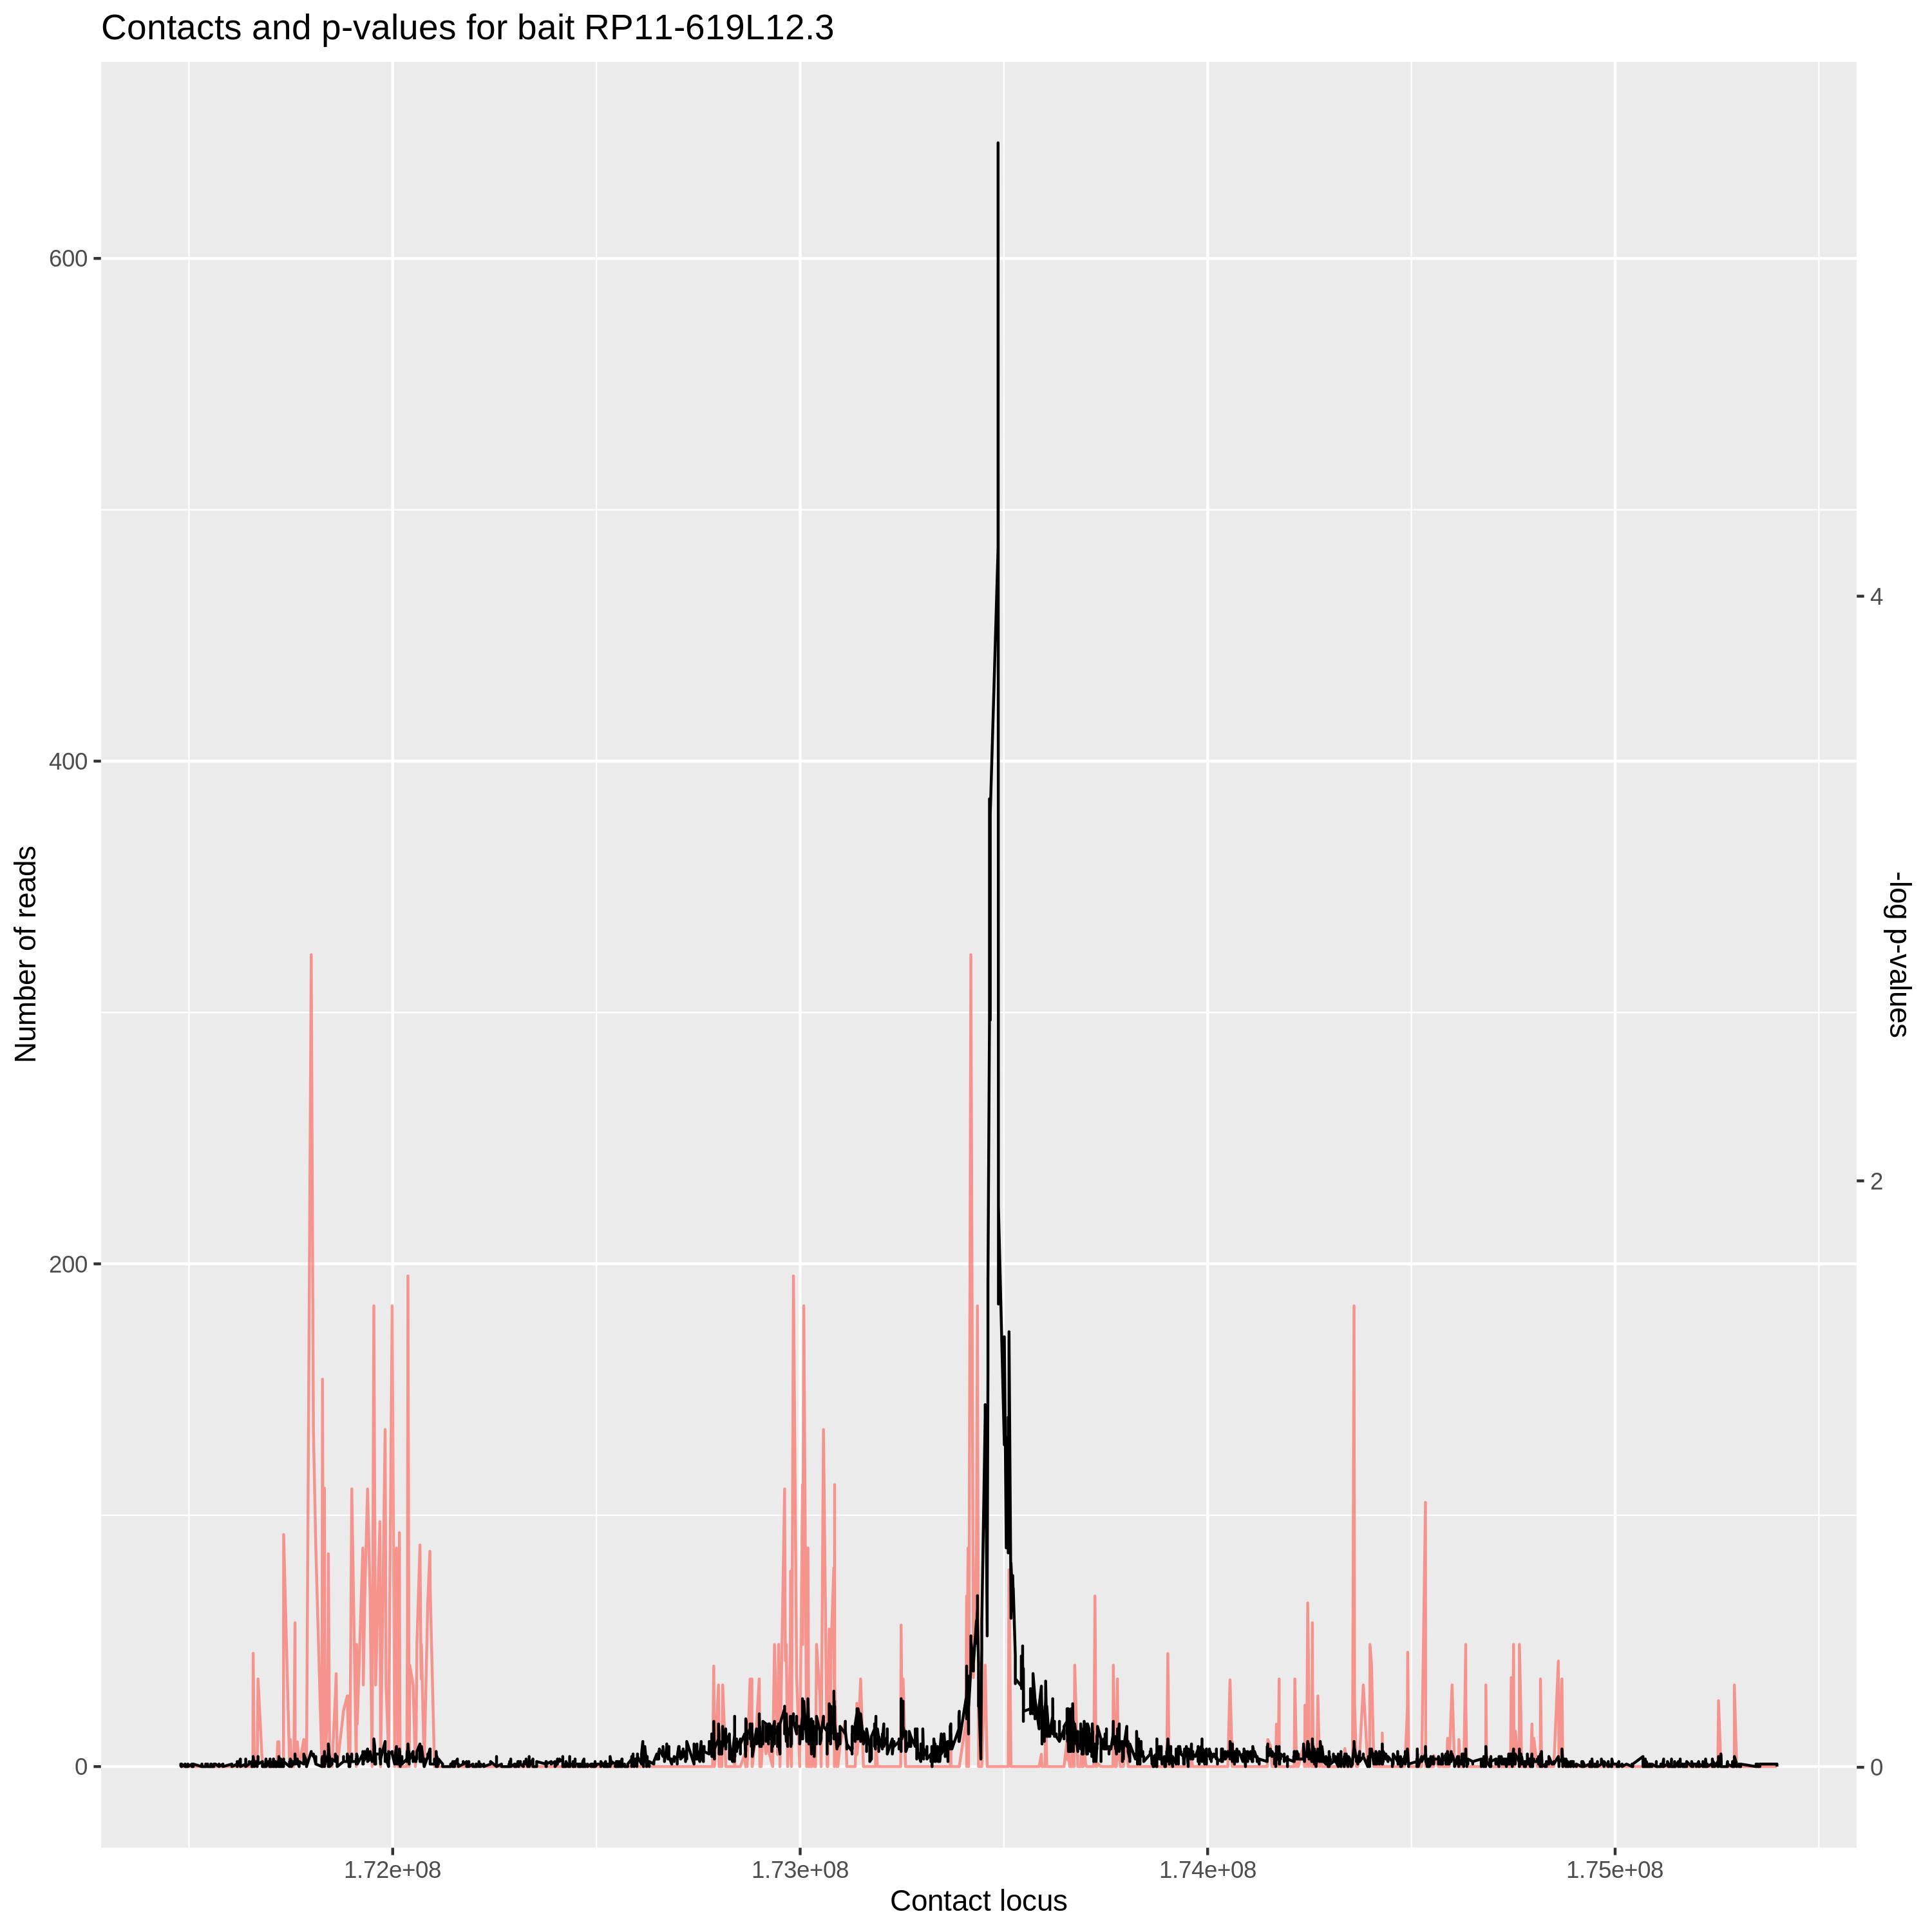 Contacts and p-values for bait RP11-619L12.3
600
400
200
0
Number of reads
4
2
0
-log p-values
1.72e+08
1.73e+08
1.74e+08
1.75e+08
Contact locus